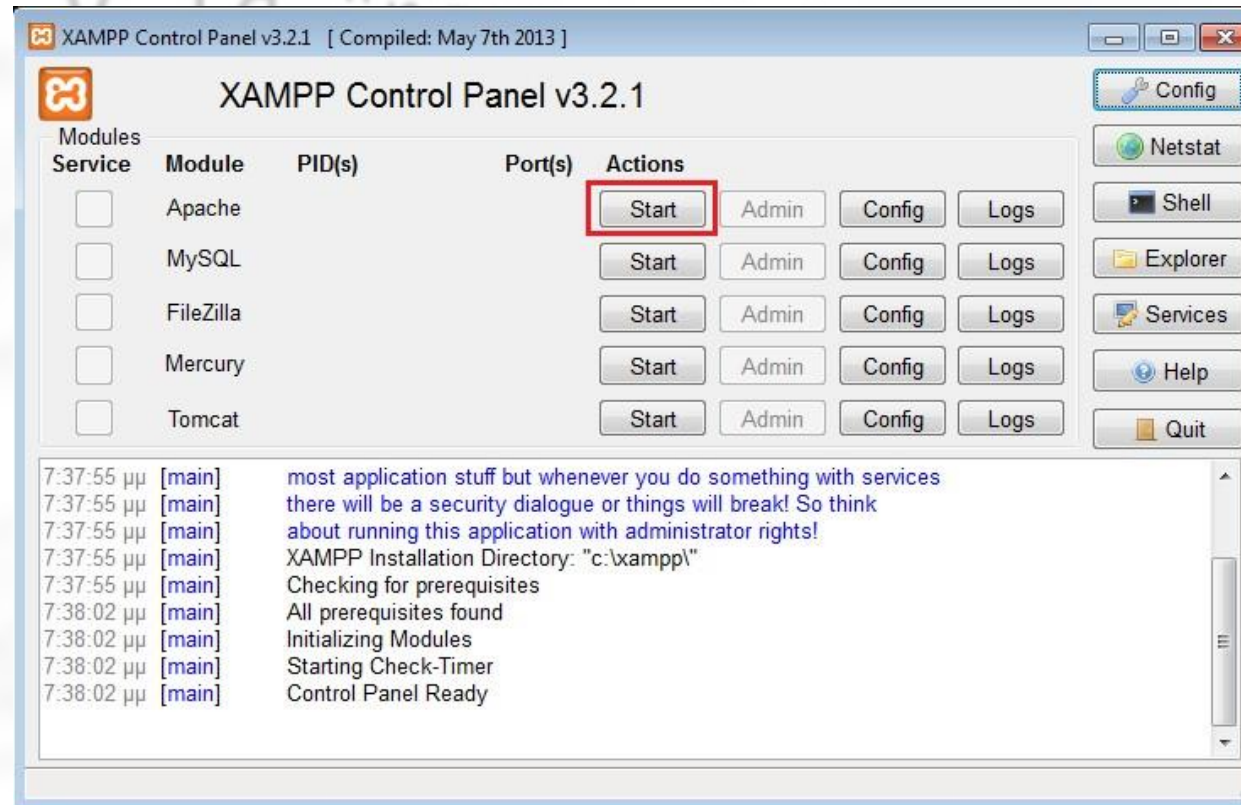 XAMPP Control Panel v3.2.1 [ Compiled: May 7th 2013 ]
XAMPP Control Panel v3.2.1
Config
Netstat
Shell
Explorer
Services
Help
Quit
Modules
Service Module PID(s) Port(s) Actions
Apache Start Admin Config Logs
MySQL Start Admin Config Logs
FileZilla Start Admin Config Logs
Mercury Start Admin Config Logs
Tomcat Start Admin Config Logs
7:37:55 μμ [main] most application stuff but whenever you do something with services
7:37:55 μμ [main] there will be a security dialogue or things will break! So think
7:37:55 μμ [main] about running this application with administrator rights!
7:37:55 μμ [main] XAMPP Installation Directory: "c:\xampp\"
7:37:55 μμ [main] Checking for prerequisites
7:38:02 μμ [main] All prerequisites found
7:38:02 μμ [main] Initializing Modules
7:38:02 μμ [main] Starting Check-Timer
7:38:02 μμ [main] Control Panel Ready